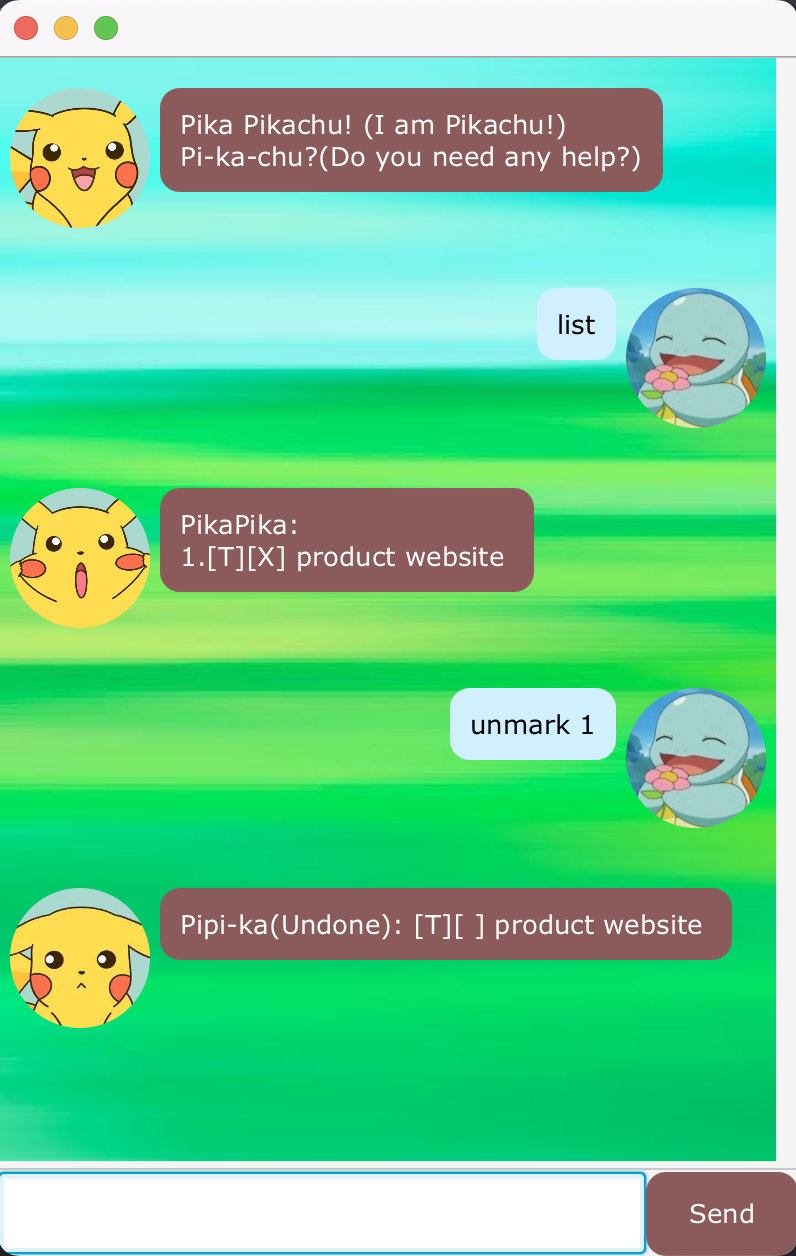 Pika Pikachu! (I am Pikachu!)
Pi-ka-chu?(Do you need any help?)
list
PikaPika:
1.[T][X] product website
unmark 1
Pipi-ka(Undone): [T][ ] product website
Send